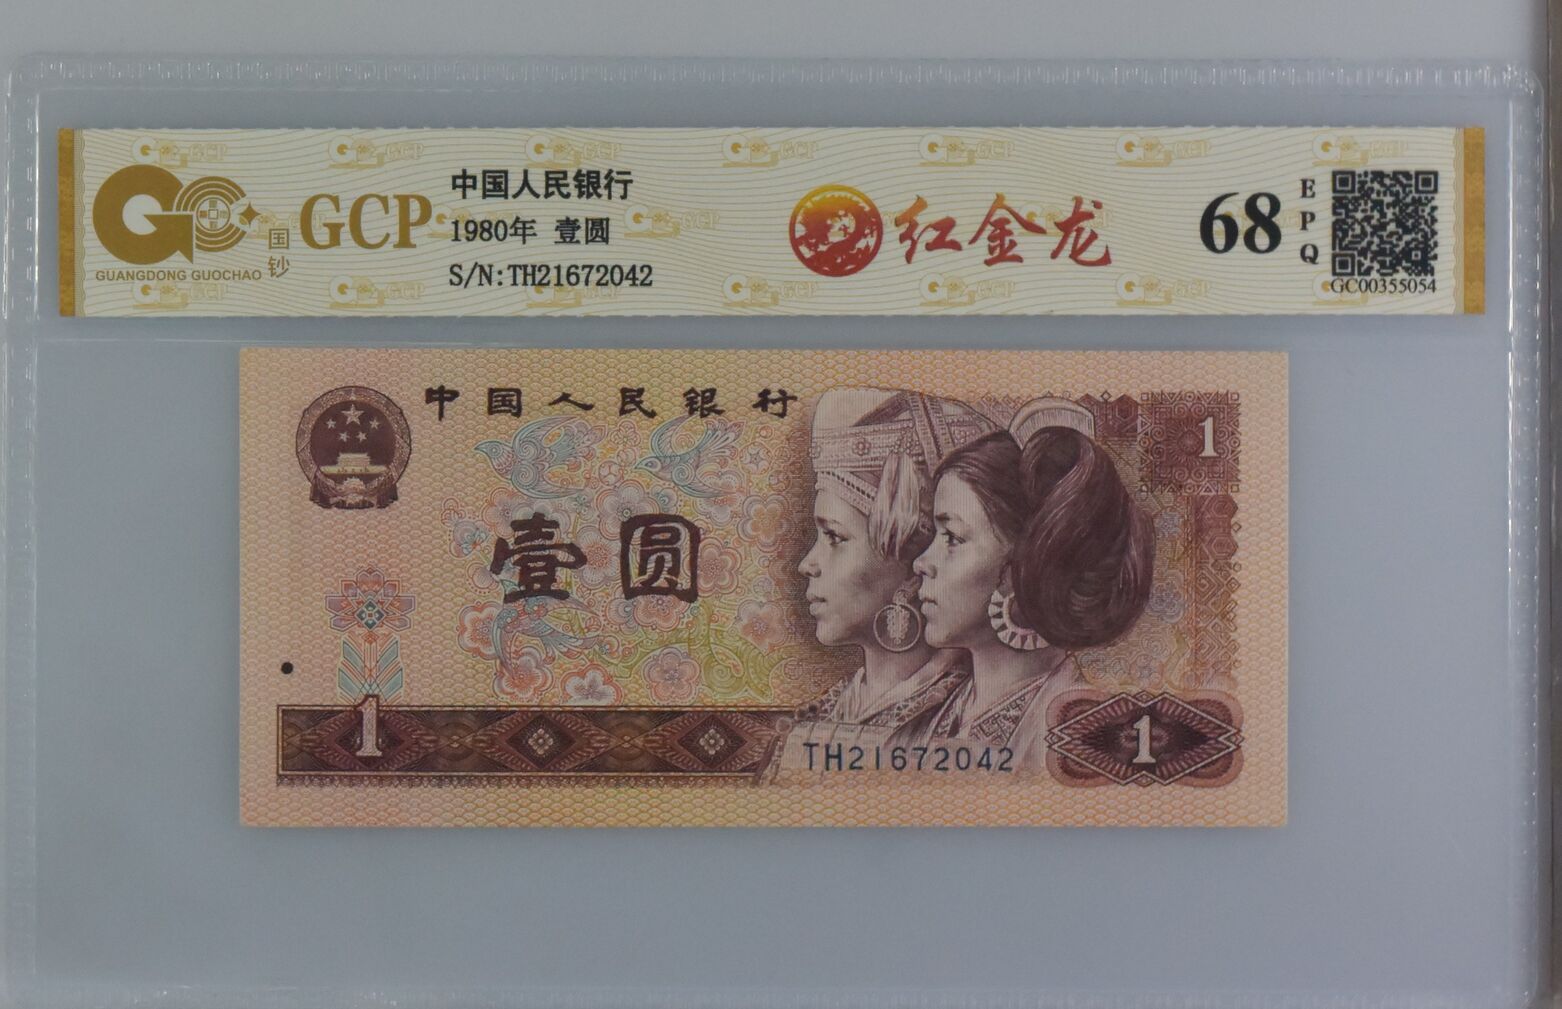 GCP
国钞
GUANGDONG GUOCHAO
中国人民银行
1980年 壹圆
S/N:TH21672042
红金龙
68
EPQ
GC00355054
中国人民银行
1
壹圆
1
TH21672042
1